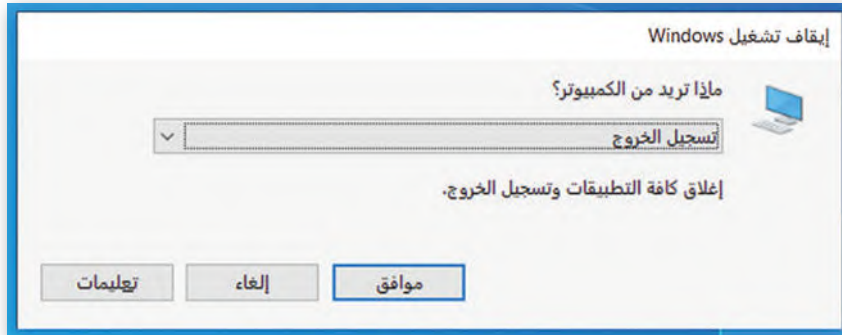 إيقاف تشغيل Windows
ماذا تريد من الكمبيوتر؟
تسجيل الخروج
إغلاق كافة التطبيقات وتسجيل الخروج.
موافق إلغاء تعليمات